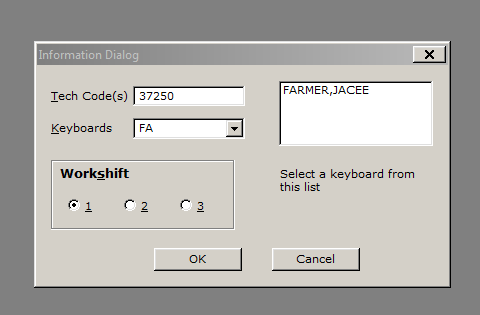 Information Dialog
Tech Code(s) 37250
FARMER,JACEE
Keyboards FA
Workshift
1 2 3
Select a keyboard from
this list
OK Cancel